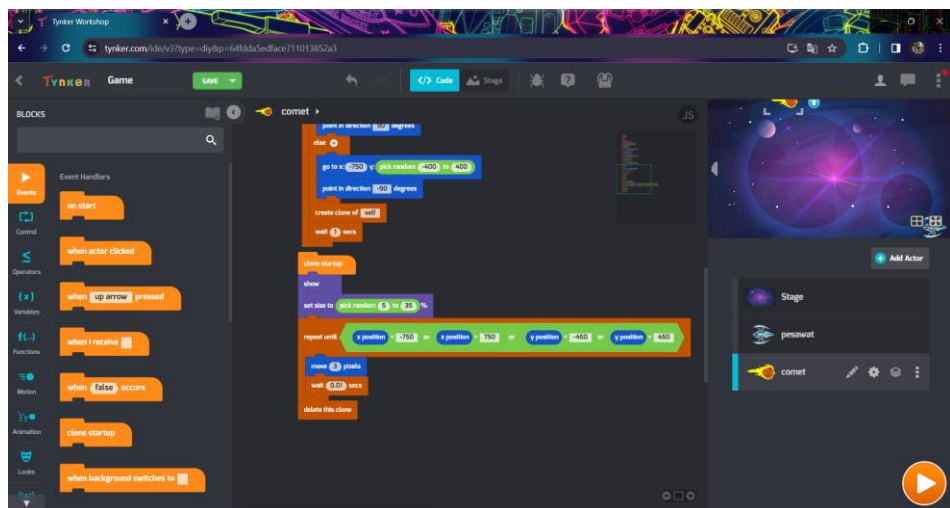 Tynker Workshop
tynker.com/ide/v3?type=diy&p=64fdda5edface711013852a3
Tynker Game SAVE Code Stage
BLOCKS
comet
JS
Events
Control
Operators
Variables
Functions
Motion
Animation
Looks
Event Handlers
on start
when actor clicked
when up arrow pressed
when I receive
when false occurs
clone startup
when background switches to
point in direction 90 degrees
else
go to x: -750 y: pick random -400 to 400
point in direction -90 degrees
create clone of self
wait 1 secs
clone startup
show
set size to pick random 5 to 35 %
repeat until x position < -750 or x position > 750 or y position < -450 or y position > 450
move 3 pixels
wait 0.01 secs
delete this clone
Add Actor
Stage
pesawat
comet